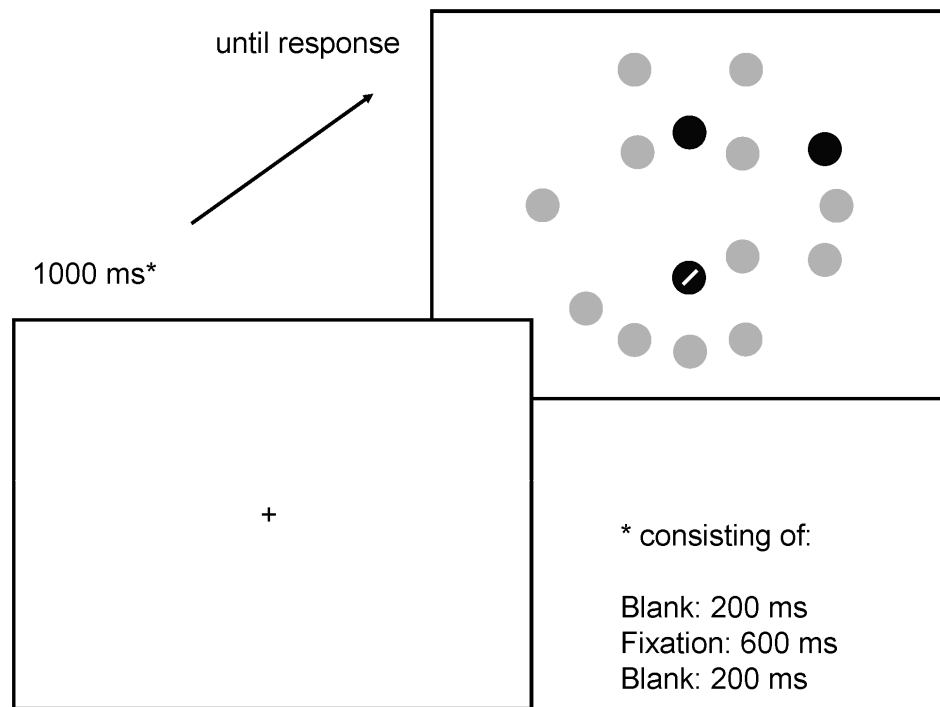 until response
1000 ms*
+
* consisting of:
Blank: 200 ms
Fixation: 600 ms
Blank: 200 ms